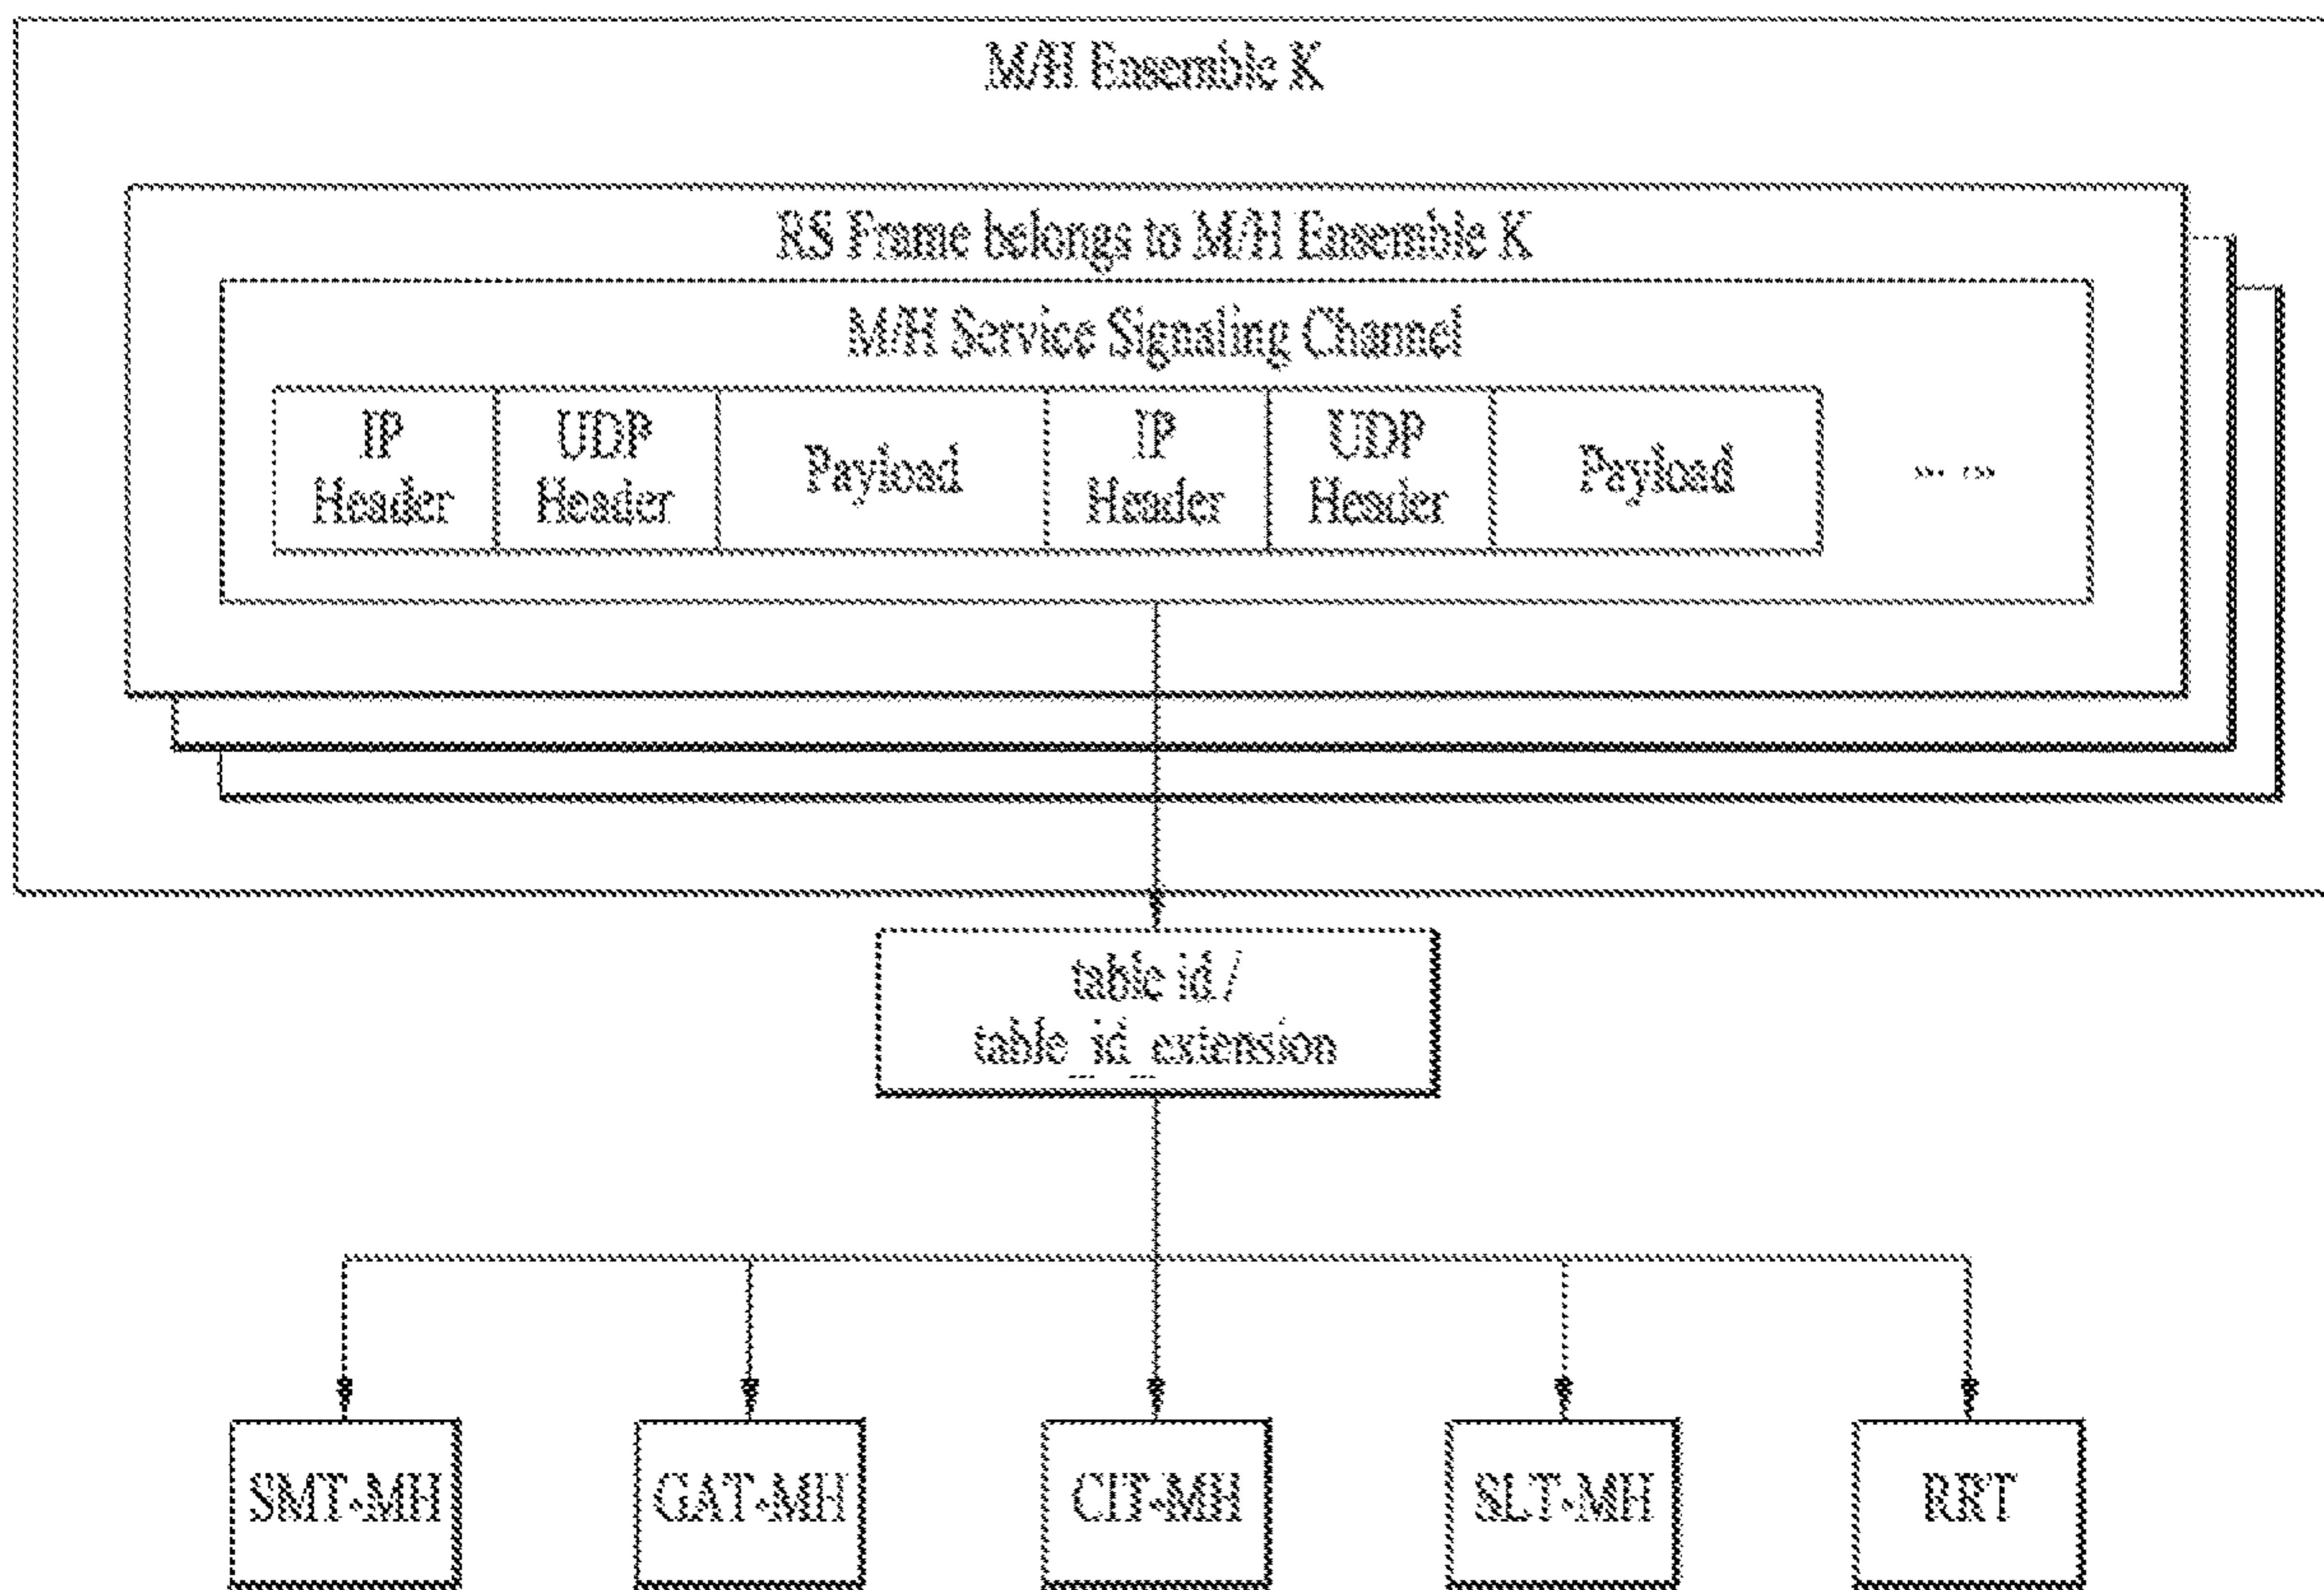 M/H Ensemble K
RS Frame belongs to M/H Ensemble K
M/H Service Signaling Channel
IP Header
UDP Header
Payload
IP Header
UDP Header
Payload
... ...
table id /
table_id_extension
SMT-MH
GAT-MH
CIT-MH
SLT-MH
RRT